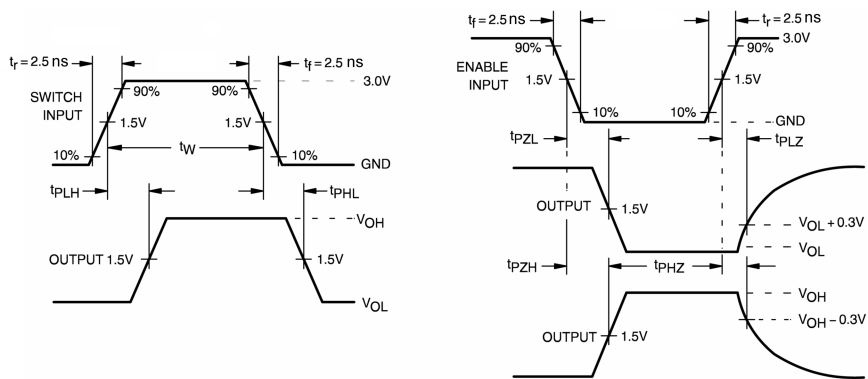 tr = 2.5 ns
tf = 2.5 ns
90%
90%
3.0V
SWITCH
INPUT
1.5V
1.5V
tW
10%
10%
GND
tPLH
tPHL
VOH
OUTPUT
1.5V
1.5V
VOL
tf = 2.5 ns
tr = 2.5 ns
3.0V
90%
90%
ENABLE
INPUT
1.5V
1.5V
10%
10%
GND
tPZL
tPLZ
OUTPUT
1.5V
VOL + 0.3V
VOL
tPZH
tPHZ
VOH
VOH – 0.3V
OUTPUT
1.5V